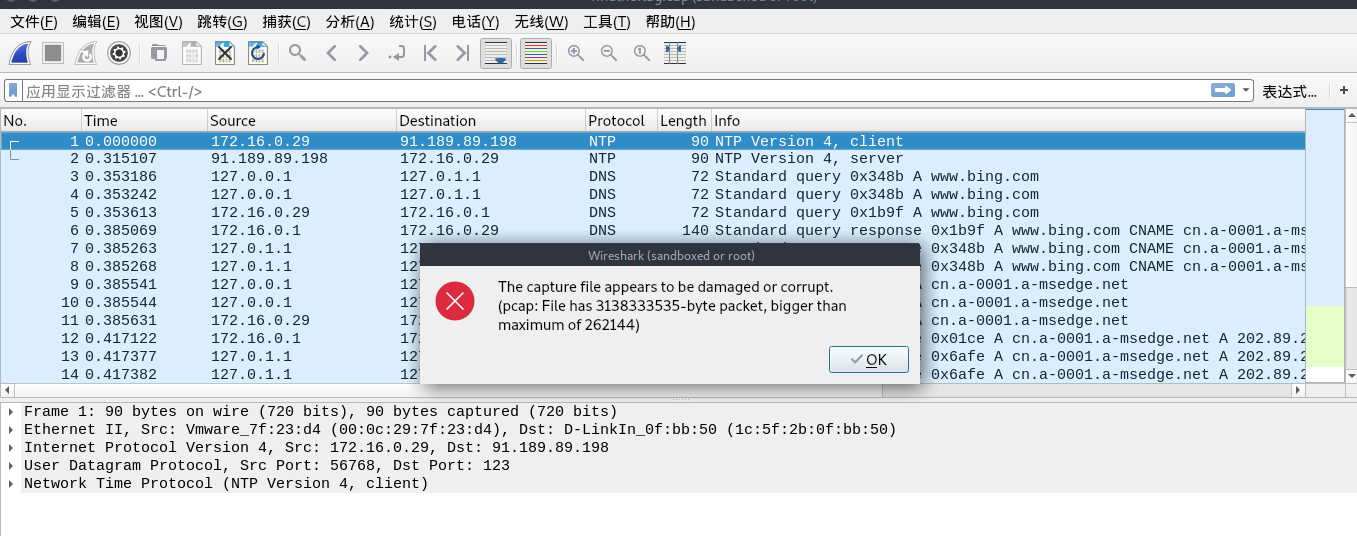 (sandboxed or root)
文件(F) 编辑(E) 视图(V) 跳转(G) 捕获(C) 分析(A) 统计(S) 电话(Y) 无线(W) 工具(T) 帮助(H)
应用显示过滤器 … <Ctrl-/> 表达式… +
No. Time Source Destination Protocol Length Info
1 0.000000 172.16.0.29 91.189.89.198 NTP 90 NTP Version 4, client
2 0.315107 91.189.89.198 172.16.0.29 NTP 90 NTP Version 4, server
3 0.353186 127.0.0.1 127.0.1.1 DNS 72 Standard query 0x348b A www.bing.com
4 0.353242 127.0.0.1 127.0.1.1 DNS 72 Standard query 0x348b A www.bing.com
5 0.353613 172.16.0.29 172.16.0.1 DNS 72 Standard query 0x1b9f A www.bing.com
6 0.385069 172.16.0.1 172.16.0.29 DNS 140 Standard query response 0x1b9f A www.bing.com CNAME cn.a-0001.a-ms
7 0.385263 127.0.1.1 127 0x348b A www.bing.com CNAME cn.a-0001.a-ms
8 0.385268 127.0.1.1 127 0x348b A www.bing.com CNAME cn.a-0001.a-ms
9 0.385541 127.0.0.1 127 A cn.a-0001.a-msedge.net
10 0.385544 127.0.0.1 127 A cn.a-0001.a-msedge.net
11 0.385631 172.16.0.29 172 A cn.a-0001.a-msedge.net
12 0.417122 172.16.0.1 172 0x01ce A cn.a-0001.a-msedge.net A 202.89.2
13 0.417377 127.0.1.1 127 0x6afe A cn.a-0001.a-msedge.net A 202.89.2
14 0.417382 127.0.1.1 127 0x6afe A cn.a-0001.a-msedge.net A 202.89.2
Wireshark (sandboxed or root)
The capture file appears to be damaged or corrupt.
(pcap: File has 3138333535-byte packet, bigger than
maximum of 262144)
OK
Frame 1: 90 bytes on wire (720 bits), 90 bytes captured (720 bits)
Ethernet II, Src: Vmware_7f:23:d4 (00:0c:29:7f:23:d4), Dst: D-LinkIn_0f:bb:50 (1c:5f:2b:0f:bb:50)
Internet Protocol Version 4, Src: 172.16.0.29, Dst: 91.189.89.198
User Datagram Protocol, Src Port: 56768, Dst Port: 123
Network Time Protocol (NTP Version 4, client)